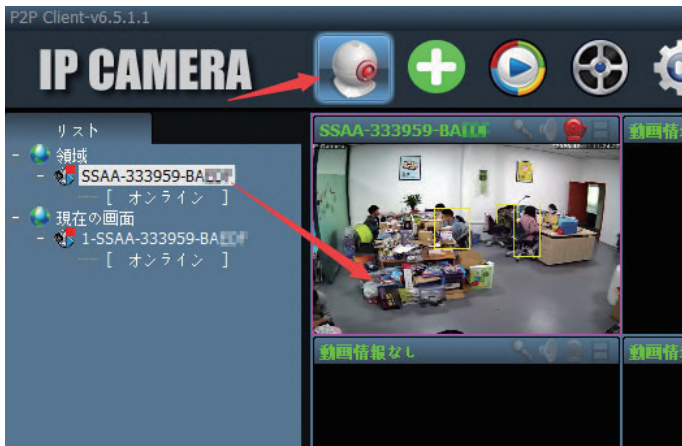 P2P Client-v6.5.1.1
IP CAMERA
リスト
領域
SSAA-333959-BA
[ オンライン ]
現在の画面
1-SSAA-333959-BA
[ オンライン ]
SSAA-333959-BA
動画情
Camera
動画情報なし
動画情